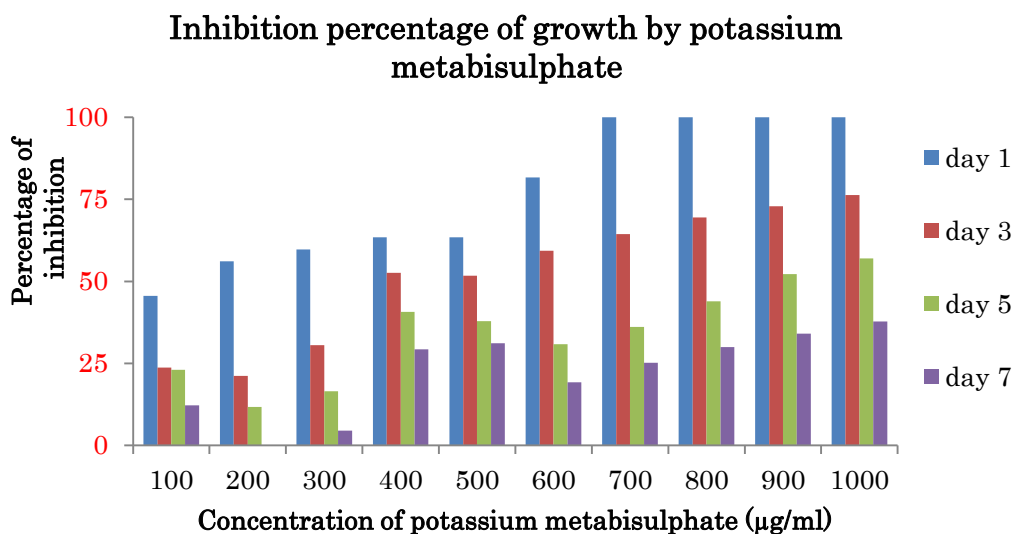 Inhibition percentage of growth by potassium
metabisulphate
Percentage of
inhibition
100
75
50
25
0
100 200 300 400 500 600 700 800 900 1000
Concentration of potassium metabisulphate (µg/ml)
day 1
day 3
day 5
day 7